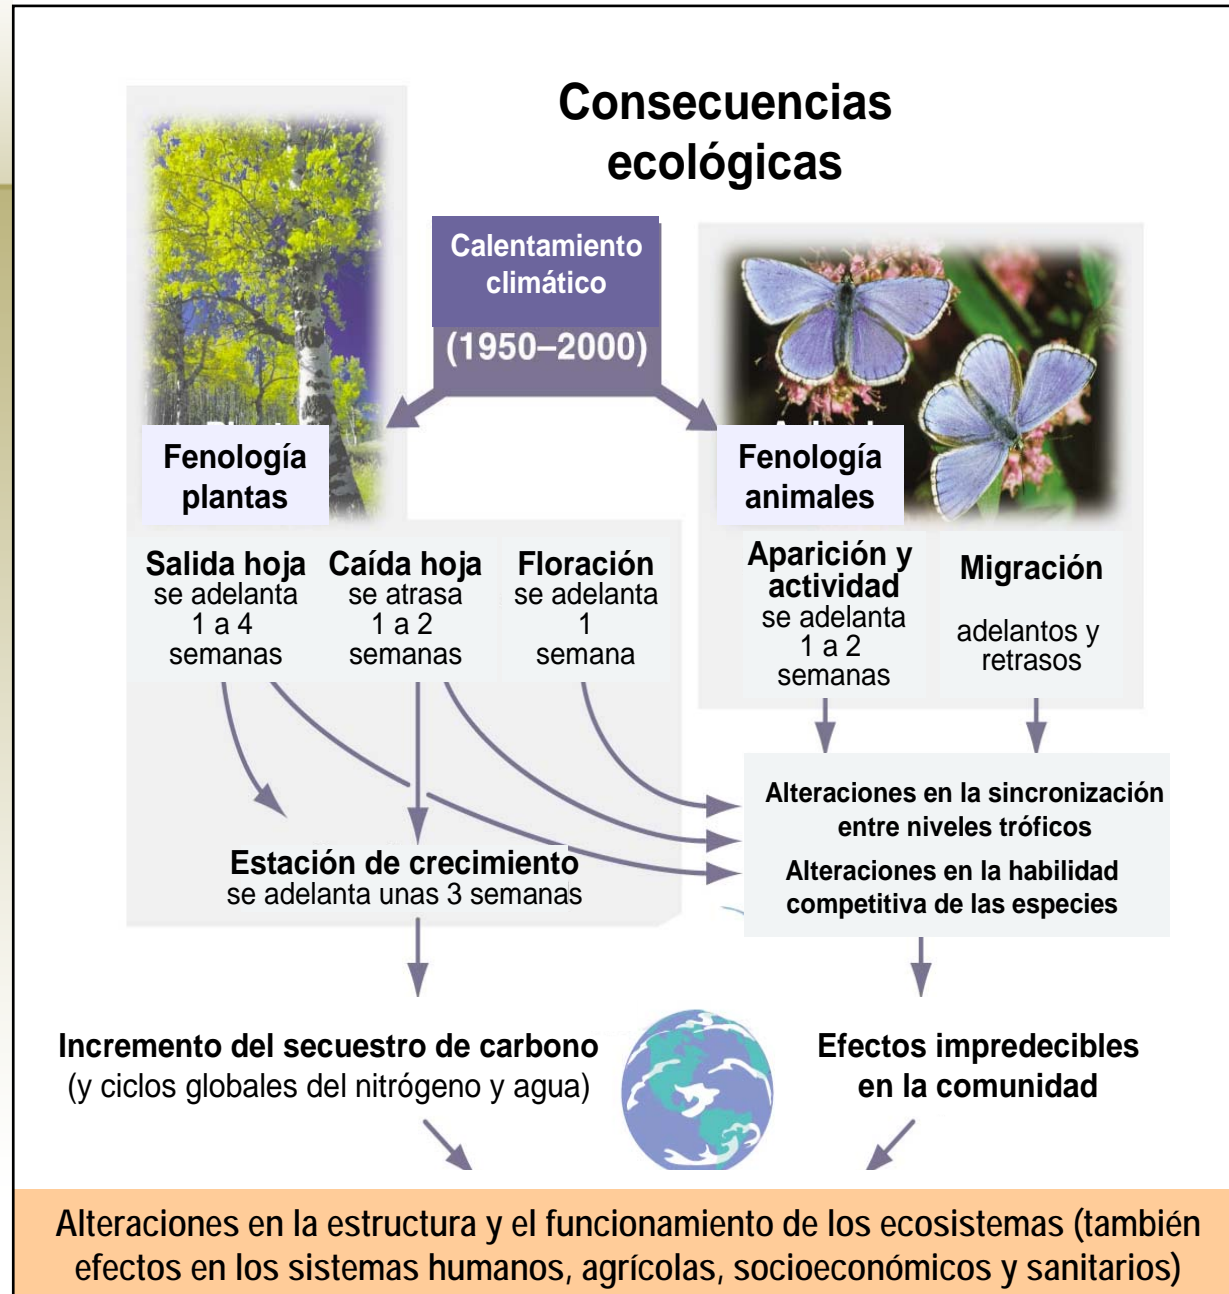 Consecuencias
ecológicas
Calentamiento
climático
(1950–2000)
Fenología
plantas
Fenología
animales
Salida hoja
se adelanta
1 a 4
semanas
Caída hoja
se atrasa
1 a 2
semanas
Floración
se adelanta
1
semana
Aparición y
actividad
se adelanta
1 a 2
semanas
Migración
adelantos y
retrasos
Alteraciones en la sincronización
entre niveles tróficos
Alteraciones en la habilidad
competitiva de las especies
Estación de crecimiento
se adelanta unas 3 semanas
Incremento del secuestro de carbono
(y ciclos globales del nitrógeno y agua)
Efectos impredecibles
en la comunidad
Alteraciones en la estructura y el funcionamiento de los ecosistemas (también
efectos en los sistemas humanos, agrícolas, socioeconómicos y sanitarios)